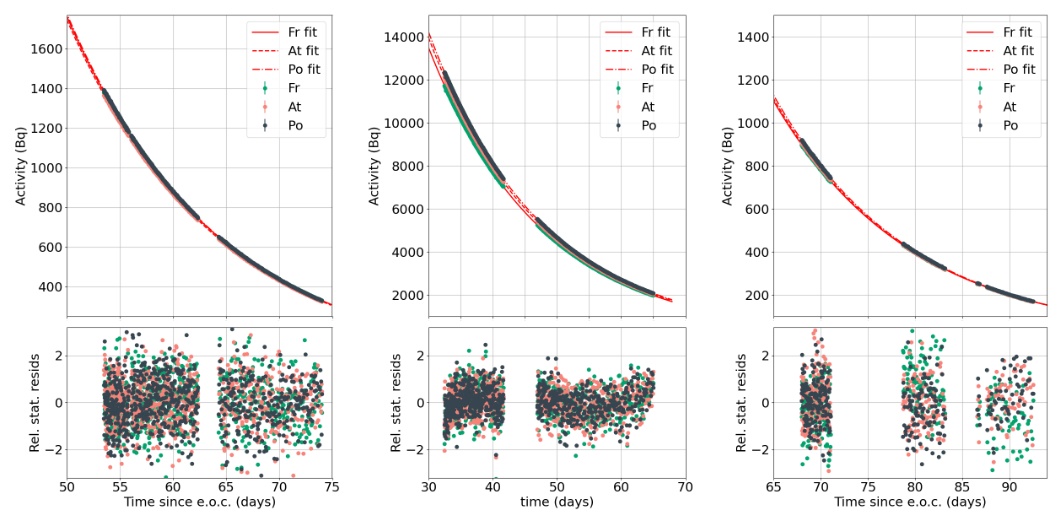 Activity (Bq)
1600
1400
1200
1000
800
600
400
Fr fit
At fit
Po fit
Fr
At
Po
Rel. stat. resids
2
0
−2
50 55 60 65 70 75
Time since e.o.c. (days)
Activity (Bq)
14000
12000
10000
8000
6000
4000
2000
Fr fit
At fit
Po fit
Fr
At
Po
Rel. stat. resids
2
0
−2
30 40 50 60 70
time (days)
Activity (Bq)
1400
1200
1000
800
600
400
200
Fr fit
At fit
Po fit
Fr
At
Po
Rel. stat. resids
2
0
−2
65 70 75 80 85 90
Time since e.o.c. (days)